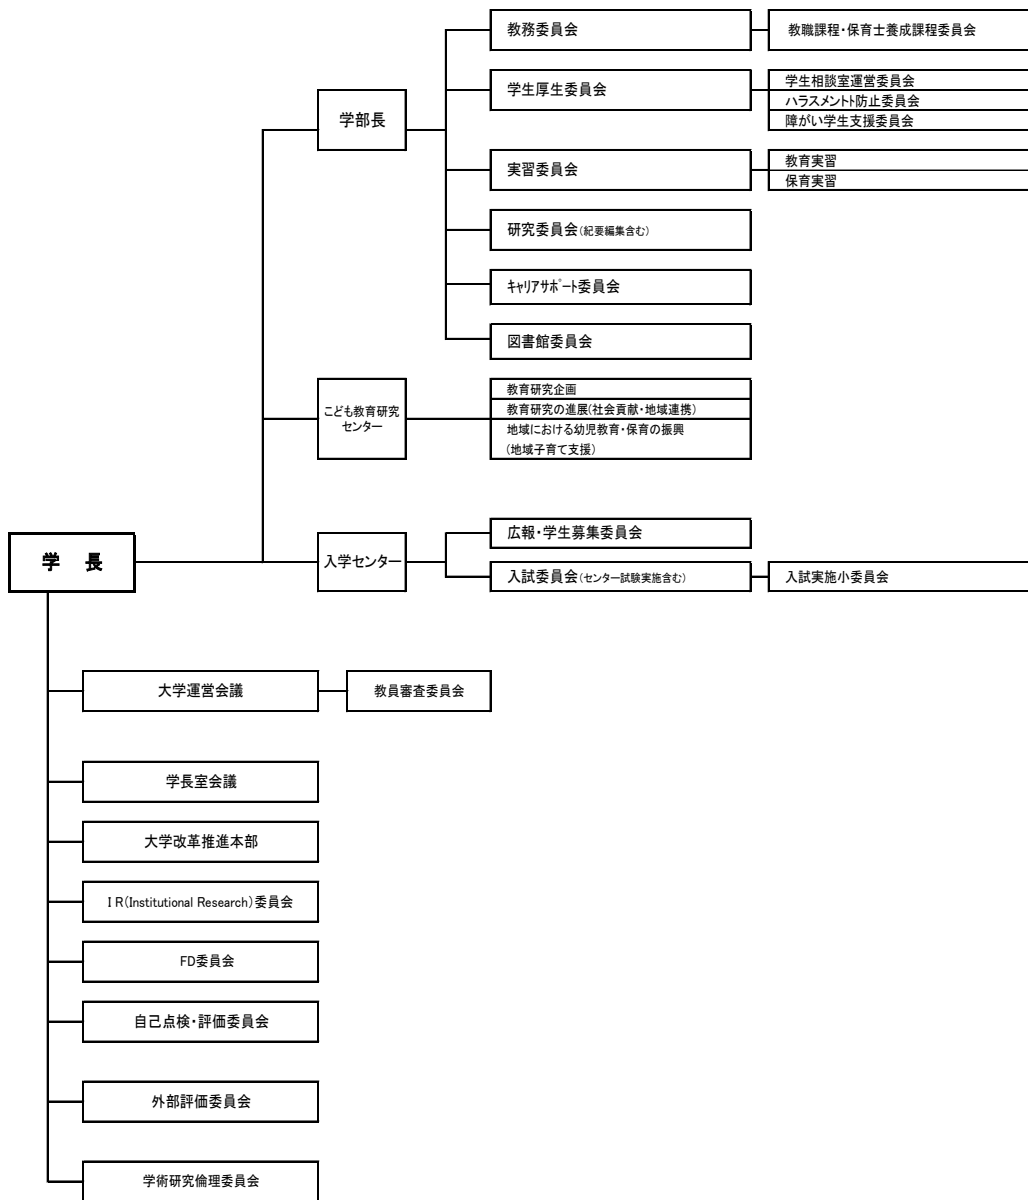 教務委員会
教職課程・保育士養成課程委員会
学生厚生委員会
学生相談室運営委員会
ハラスメントト防止委員会
障がい学生支援委員会
学部長
実習委員会
教育実習
保育実習
研究委員会(紀要編集含む)
ｷｬﾘｱｻﾎﾟｰﾄ委員会
図書館委員会
こども教育研究
センター
教育研究企画
教育研究の進展(社会貢献・地域連携)
地域における幼児教育・保育の振興
(地域子育て支援)
学　長
入学センター
広報・学生募集委員会
入試委員会(センター試験実施含む)
入試実施小委員会
大学運営会議
教員審査委員会
学長室会議
大学改革推進本部
I R(Institutional Research)委員会
FD委員会
自己点検・評価委員会
外部評価委員会
学術研究倫理委員会